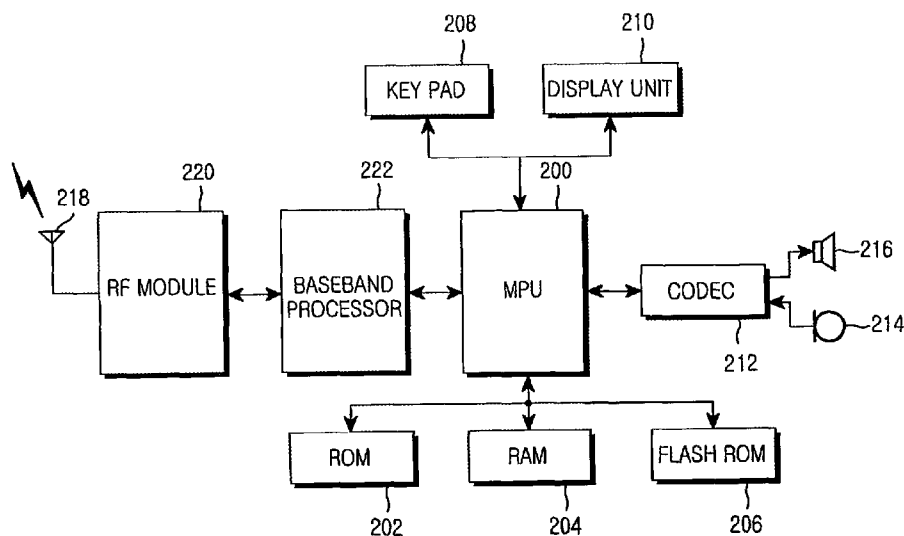 208
210
KEY PAD
DISPLAY UNIT
218
220
222
200
RF MODULE
BASEBAND
PROCESSOR
MPU
CODEC
216
214
212
ROM
RAM
FLASH ROM
202
204
206